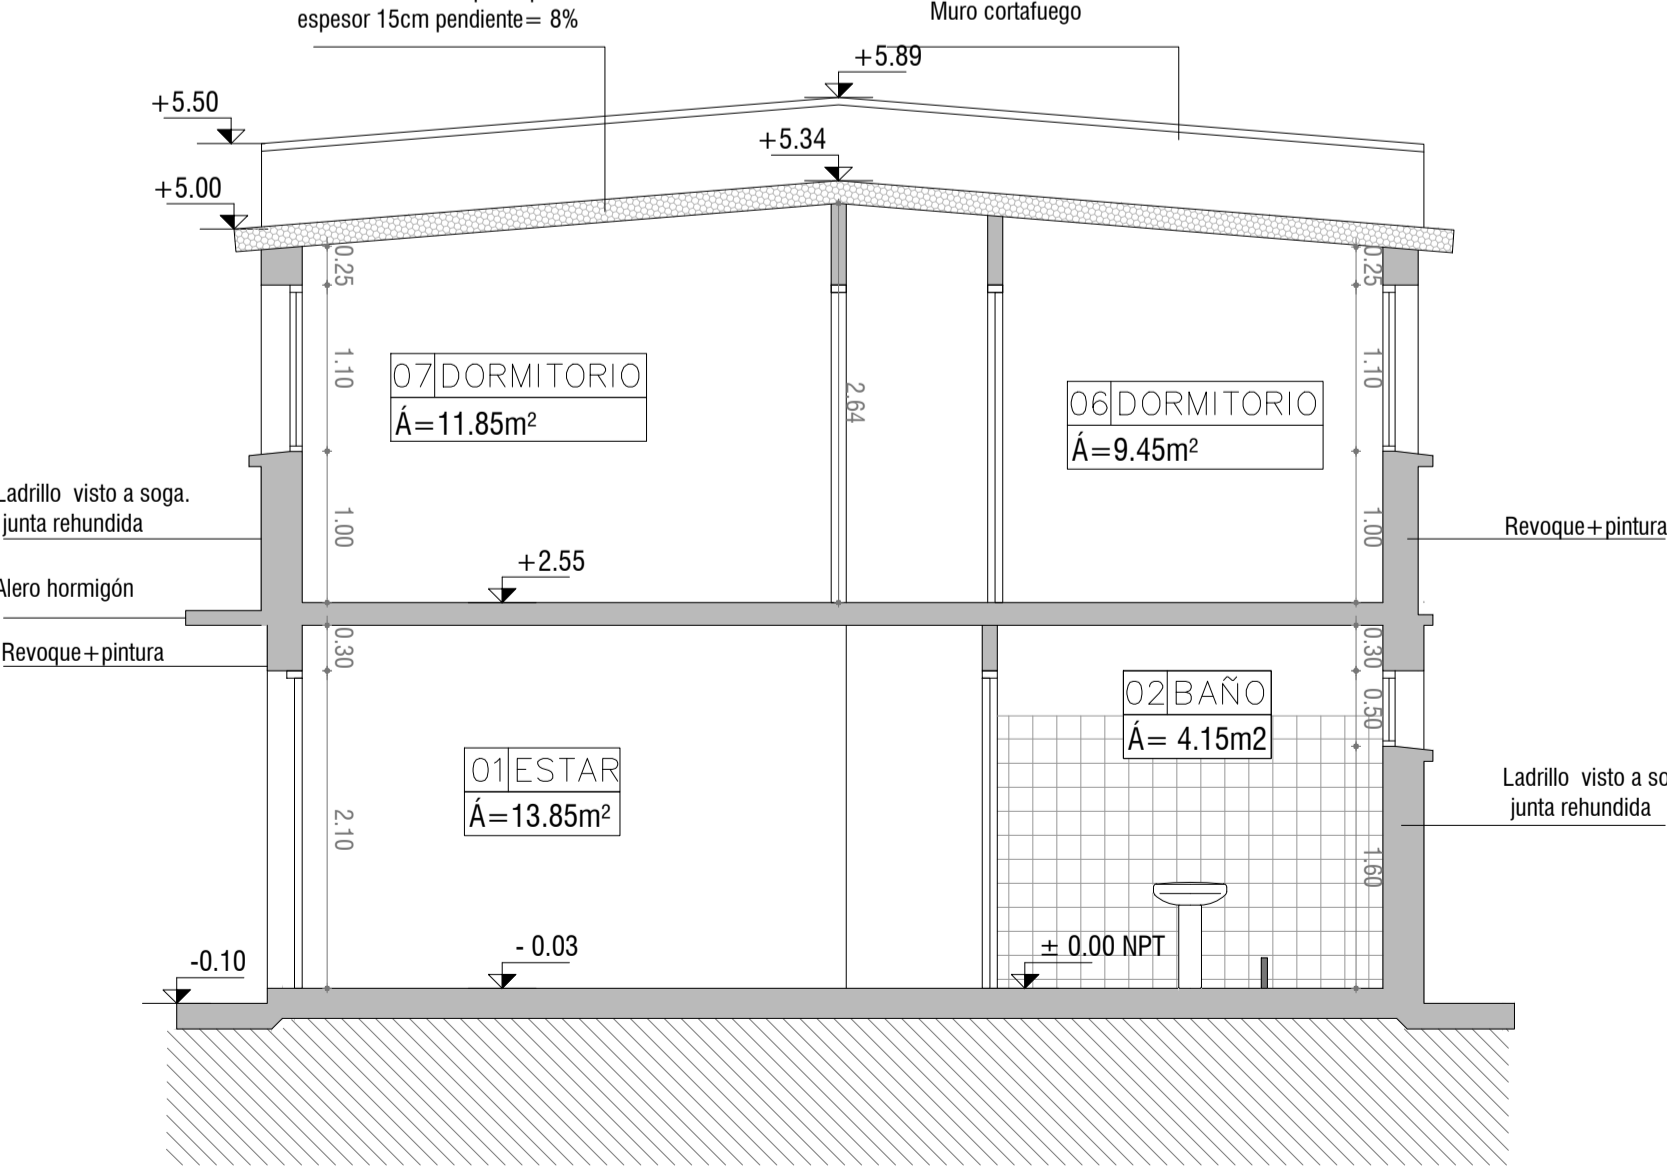 espesor 15cm pendiente= 8%
Muro cortafuego
+5.89
+5.50
+5.34
+5.00
0.25
0.25
1.10
1.10
07 DORMITORIO
Á=11.85m²
2.64
06 DORMITORIO
Á=9.45m²
Ladrillo visto a soga.
junta rehundida
1.00
1.00
Revoque+pintura
+2.55
Alero hormigón
0.30
0.30
Revoque+pintura
02 BAÑO
Á= 4.15m2
0.50
01 ESTAR
Á=13.85m²
Ladrillo visto a so
junta rehundida
2.10
1.60
- 0.03
± 0.00 NPT
-0.10